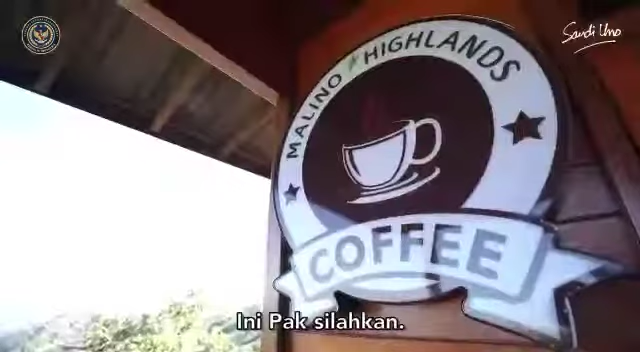 Sandi Uno
MALINO HIGHLANDS
COFFEE
Ini Pak silahkan.